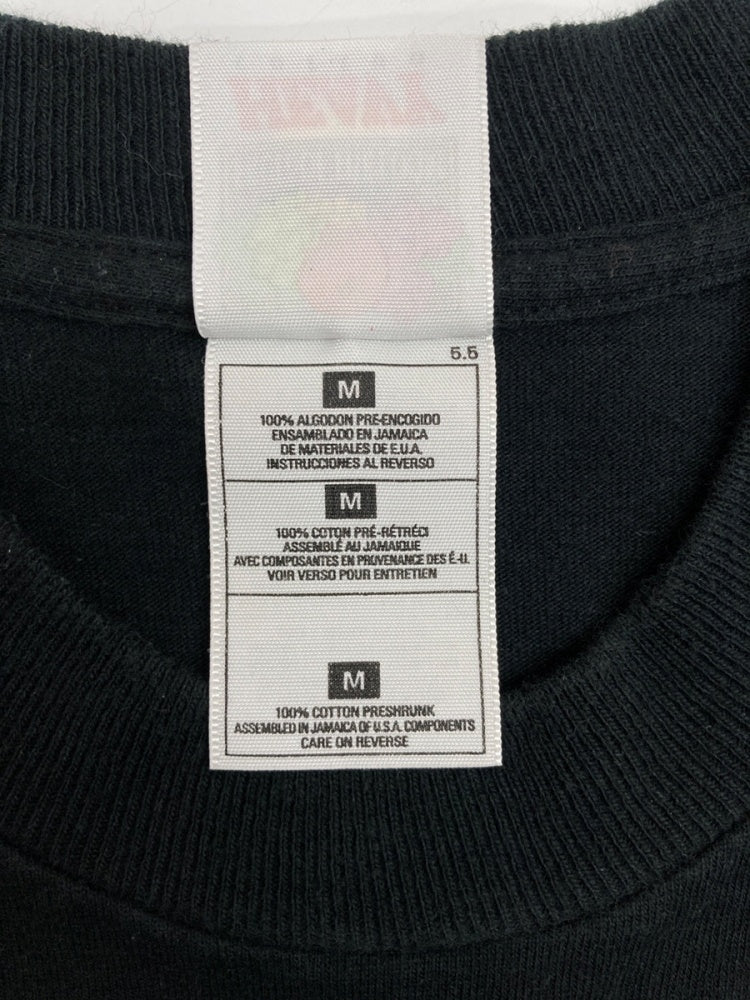 5.5
M
100% ALGODON PRE-ENCOGIDO
ENSAMBLADO EN JAMAICA
DE MATERIALES DE E.U.A.
INSTRUCCIONES AL REVERSO
M
100% COTON PRÉ-RÉTRÉCI
ASSEMBLÉ AU JAMAIQUE
AVEC COMPOSANTES EN PROVENANCE DES É.-U.
VOIR VERSO POUR ENTRETIEN
M
100% COTTON PRESHRUNK
ASSEMBLED IN JAMAICA OF U.S.A. COMPONENTS
CARE ON REVERSE